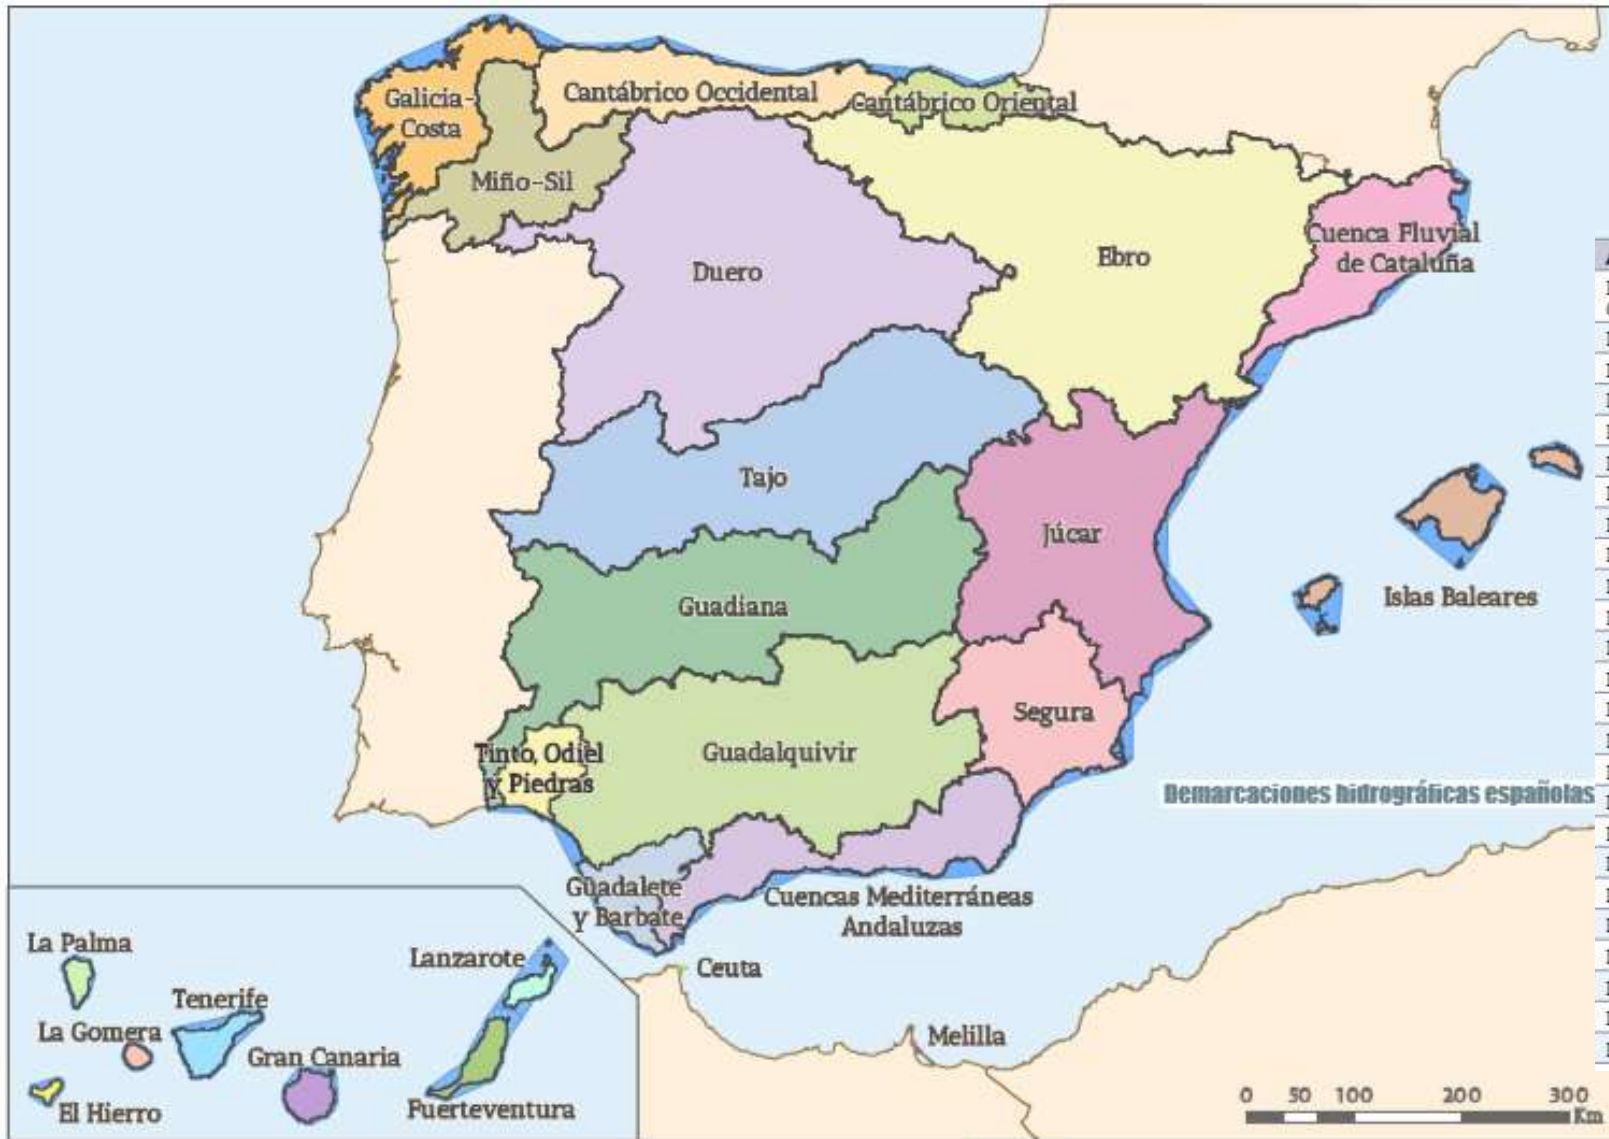 Galicia-
Costa
Cantábrico Occidental
Cantábrico Oriental
Miño-Sil
Duero
Ebro
Cuenca Fluvial
de Cataluña
Tajo
Júcar
Guadiana
Islas Baleares
Segura
Guadalquivir
Tinto, Odiel
y Piedras
Demarcaciones hidrográficas españolas
Guadalete
y Barbate
Cuencas Mediterráneas
Andaluzas
Ceuta
Melilla
La Palma
Lanzarote
Tenerife
La Gomera
Gran Canaria
El Hierro
Fuerteventura
0 50 100 200 300
Km